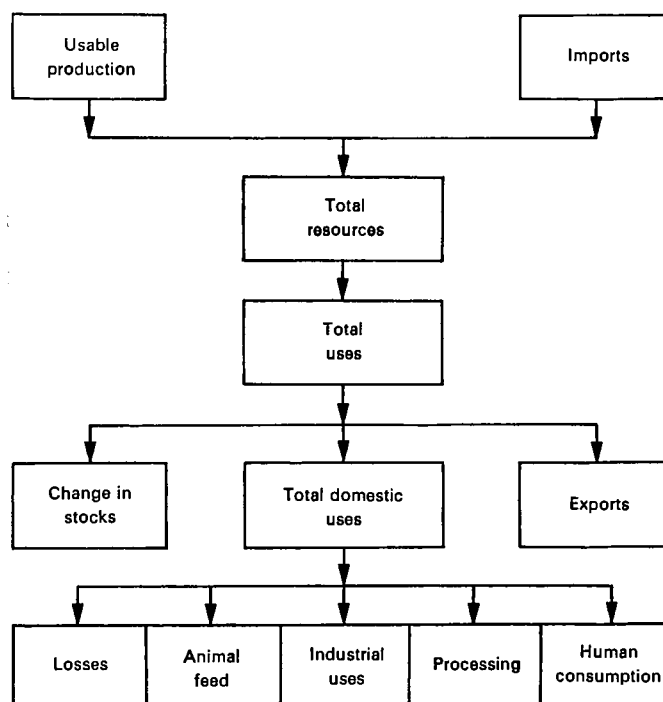 Usable
production
Imports
Total
resources
Total
uses
Change in
stocks
Total domestic
uses
Exports
Losses
Animal
feed
Industrial
uses
Processing
Human
consumption